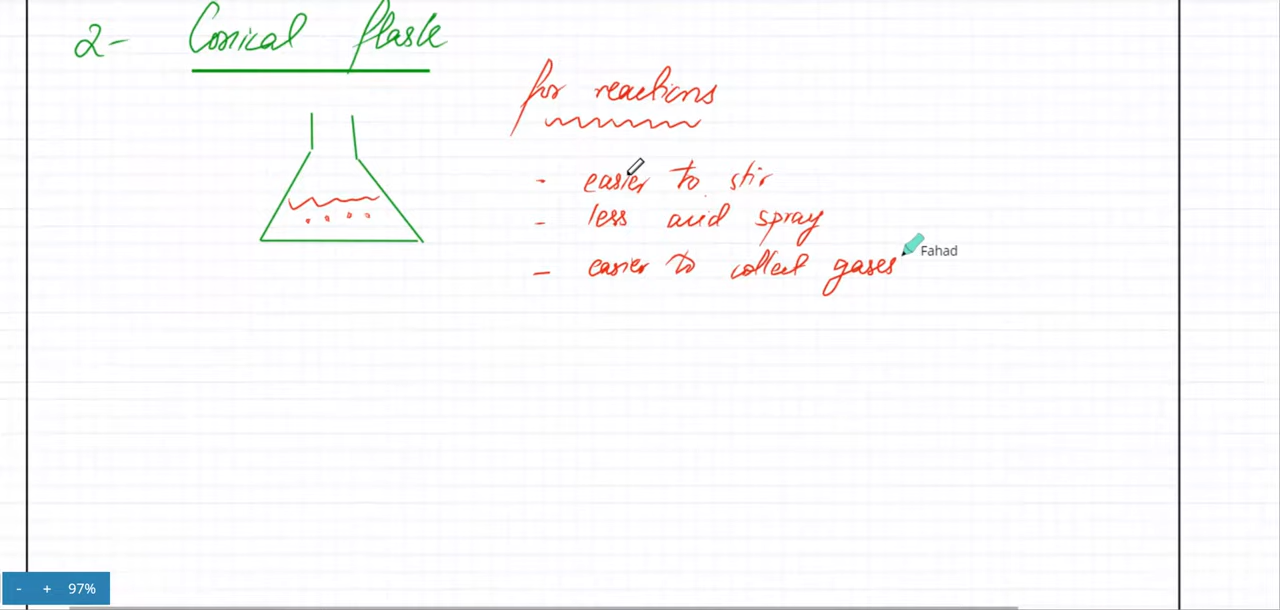 2- Conical flask
for reactions
- easier to stir
- less acid spray
- easier to collect gases
Fahad
- + 97%